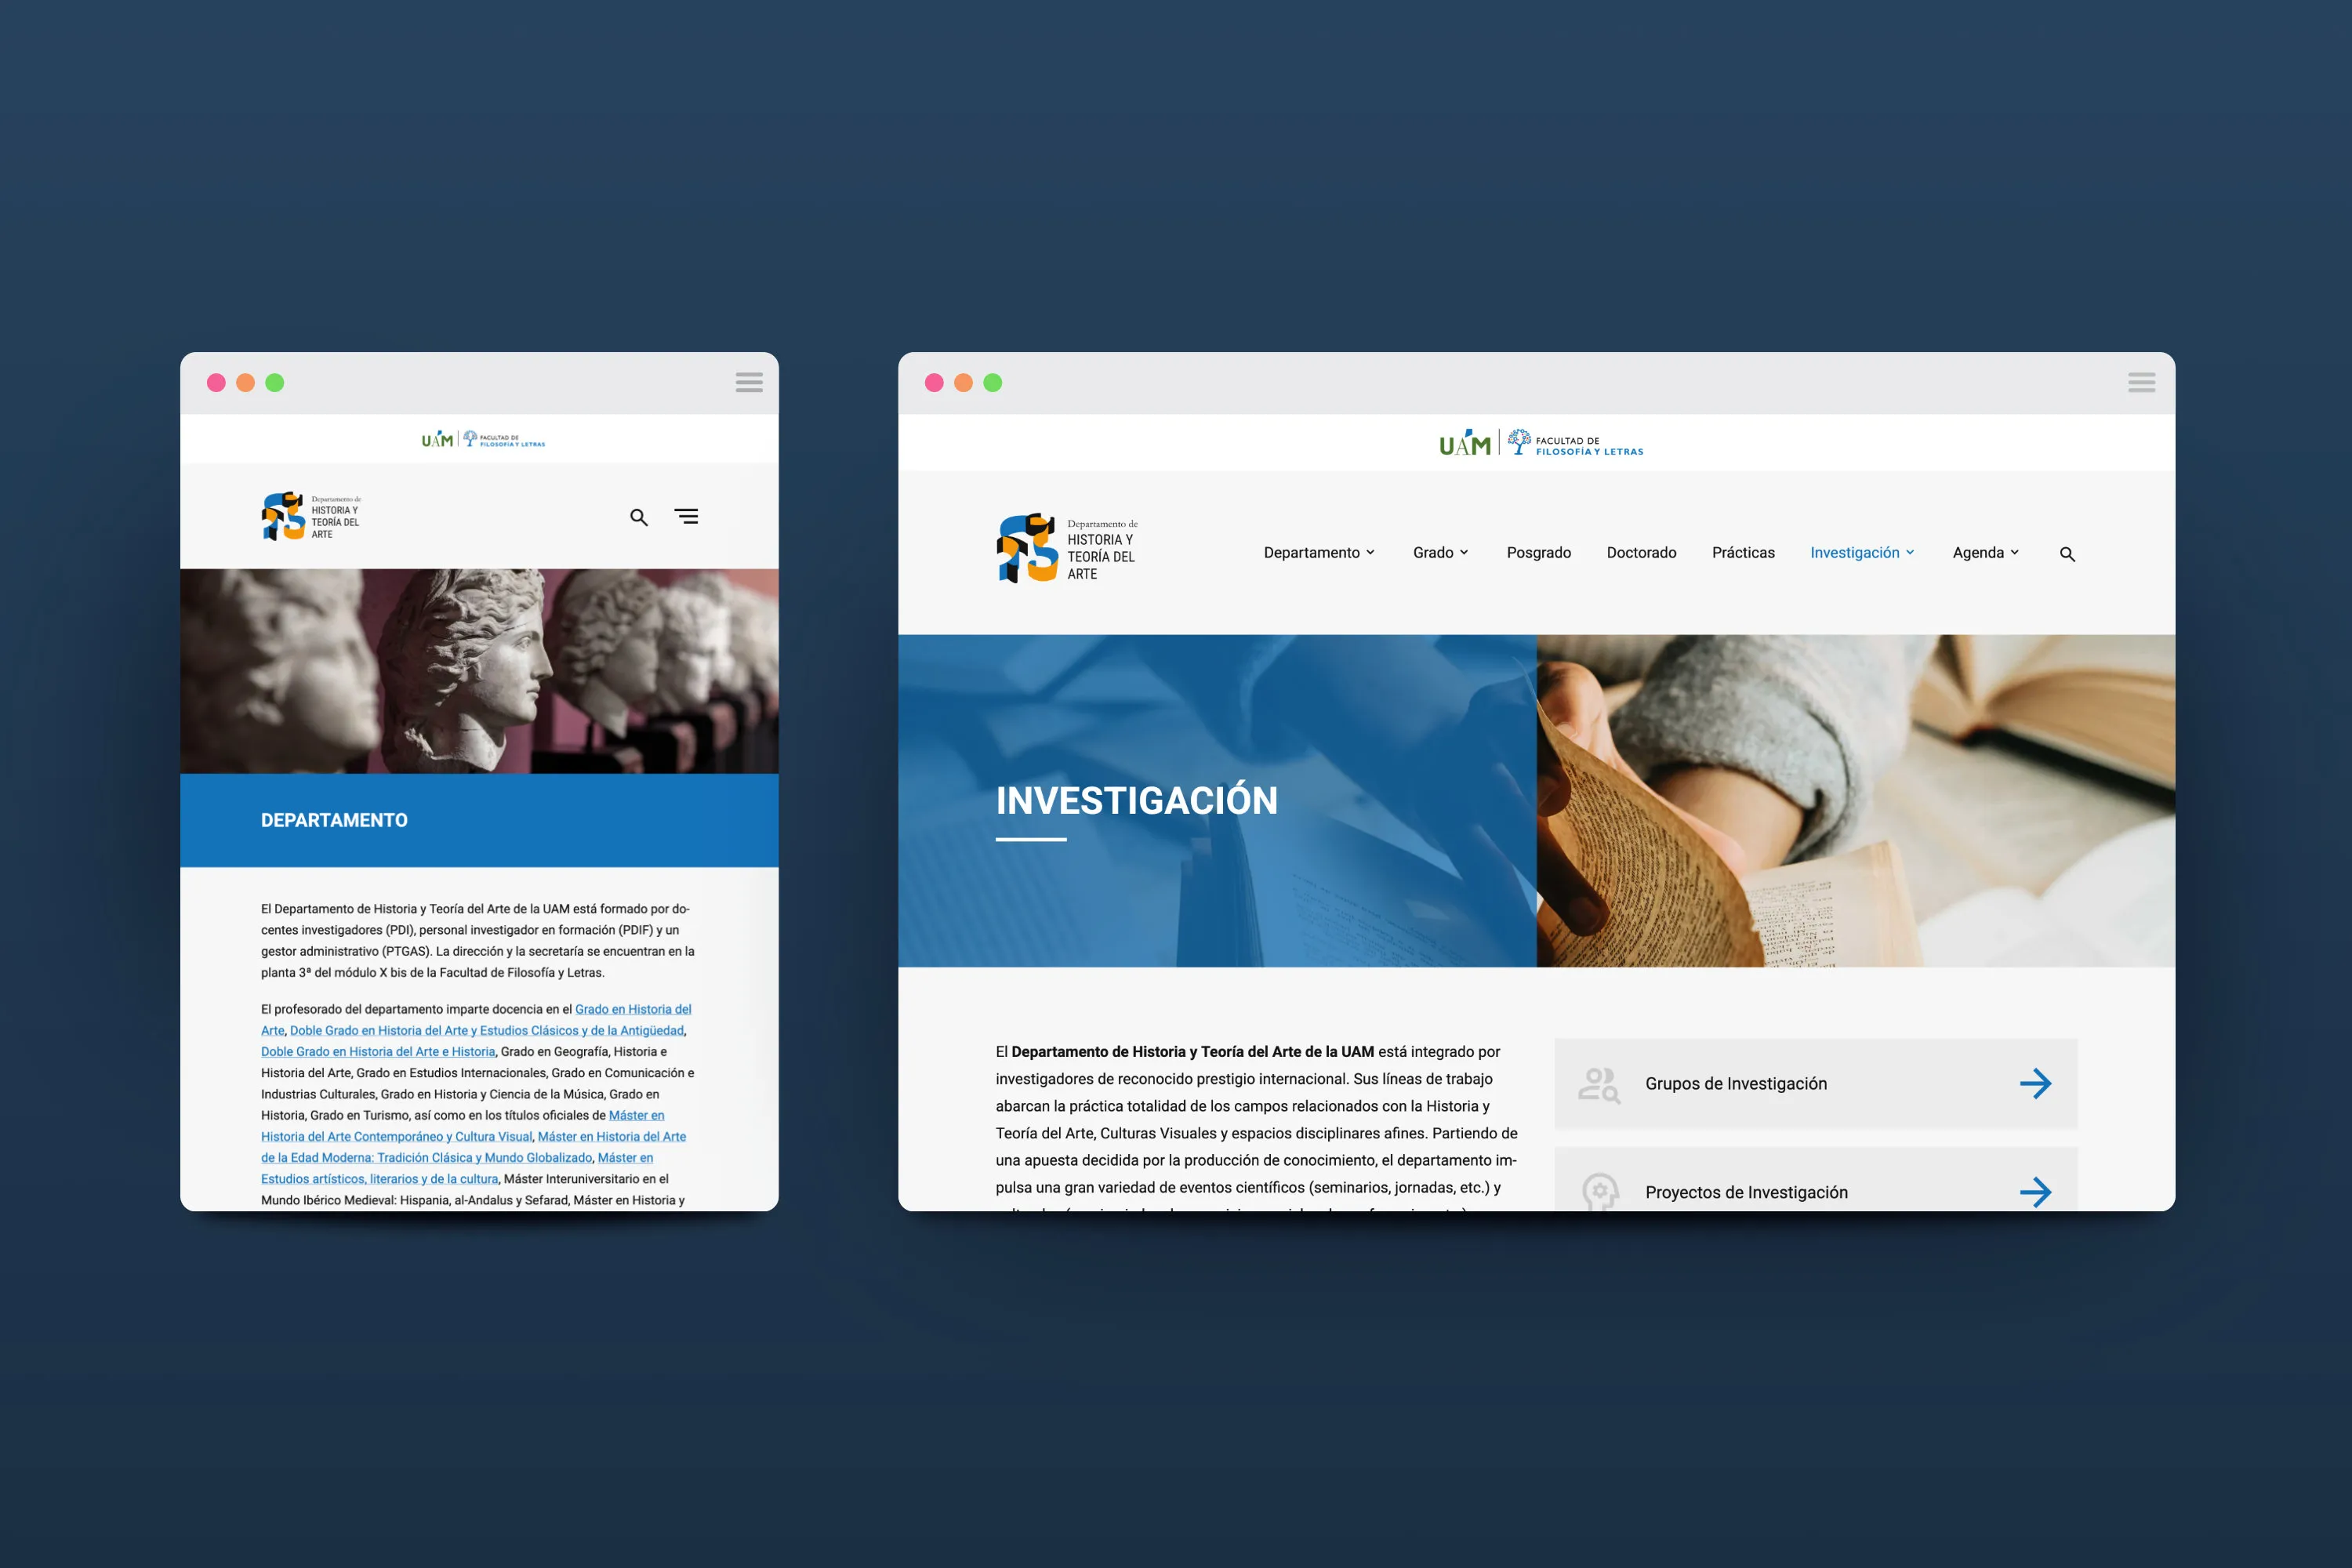 UAM
FACULTAD DE
FILOSOFÍA Y LETRAS
Departamento de
HISTORIA Y
TEORÍA DEL
ARTE
DEPARTAMENTO
El Departamento de Historia y Teoría del Arte de la UAM está formado por do-
centes investigadores (PDI), personal investigador en formación (PDIF) y un
gestor administrativo (PTGAS). La dirección y la secretaría se encuentran en la
planta 3ª del módulo X bis de la Facultad de Filosofía y Letras.
El profesorado del departamento imparte docencia en el Grado en Historia del
Arte, Doble Grado en Historia del Arte y Estudios Clásicos y de la Antigüedad,
Doble Grado en Historia del Arte e Historia, Grado en Geografía, Historia e
Historia del Arte, Grado en Estudios Internacionales, Grado en Comunicación e
Industrias Culturales, Grado en Historia y Ciencia de la Música, Grado en
Historia, Grado en Turismo, así como en los títulos oficiales de Máster en
Historia del Arte Contemporáneo y Cultura Visual, Máster en Historia del Arte
de la Edad Moderna: Tradición Clásica y Mundo Globalizado, Máster en
Estudios artísticos, literarios y de la cultura, Máster Interuniversitario en el
Mundo Ibérico Medieval: Hispania, al-Andalus y Sefarad, Máster en Historia y
UAM
FACULTAD DE
FILOSOFÍA Y LETRAS
Departamento de
HISTORIA Y
TEORÍA DEL
ARTE
Departamento Grado Posgrado Doctorado Prácticas Investigación Agenda
INVESTIGACIÓN
El Departamento de Historia y Teoría del Arte de la UAM está integrado por
investigadores de reconocido prestigio internacional. Sus líneas de trabajo
abarcan la práctica totalidad de los campos relacionados con la Historia y
Teoría del Arte, Culturas Visuales y espacios disciplinares afines. Partiendo de
una apuesta decidida por la producción de conocimiento, el departamento im-
pulsa una gran variedad de eventos científicos (seminarios, jornadas, etc.) y
Grupos de Investigación
Proyectos de Investigación